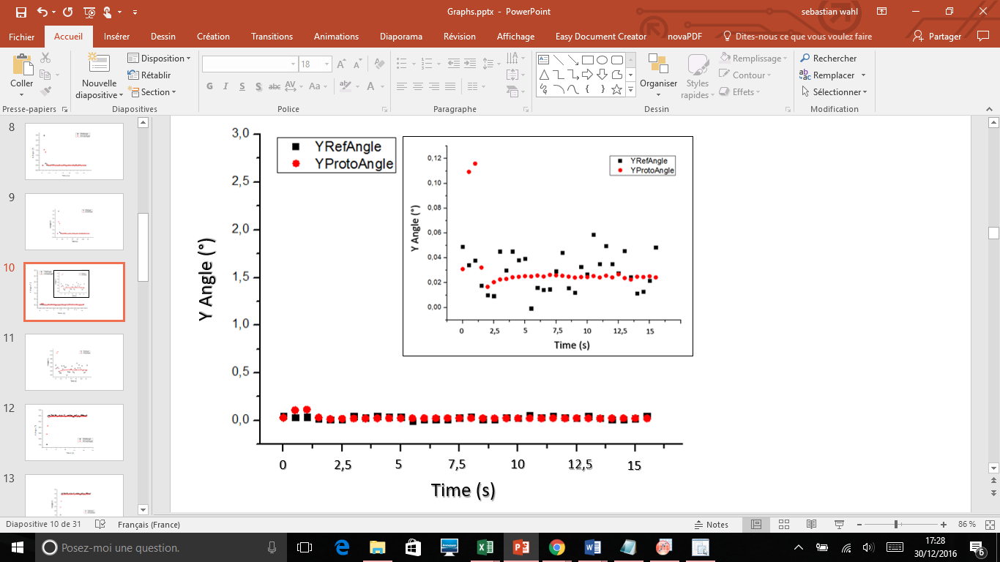 Graphs.pptx - PowerPoint
sebastian wahl
Fichier Accueil Insérer Dessin Création Transitions Animations Diaporama Révision Affichage Easy Document Creator novaPDF Dites-nous ce que vous voulez faire Partager
Coller
Presse-papiers
Nouvelle
diapositive
Disposition
Rétablir
Section
Diapositives
18
G I S S abc AV Aa A
Police
Paragraphe
Organiser
Styles
rapides
Remplissage
Contour
Effets
Dessin
Rechercher
Remplacer
Sélectionner
Modification
8
9
10
11
12
13
3,0
2,5
2,0
1,5
1,0
0,5
0,0
Y Angle (°)
YRefAngle
YProtoAngle
0 2,5 5 7,5 10 12,5 15
Time (s)
0,12
0,10
0,08
0,06
0,04
0,02
0,00
Y Angle (°)
YRefAngle
YProtoAngle
0 2,5 5 7,5 10 12,5 15
Time (s)
Diapositive 10 de 31 Français (France) Notes 86 %
Posez-moi une question.
17:28
30/12/2016
6